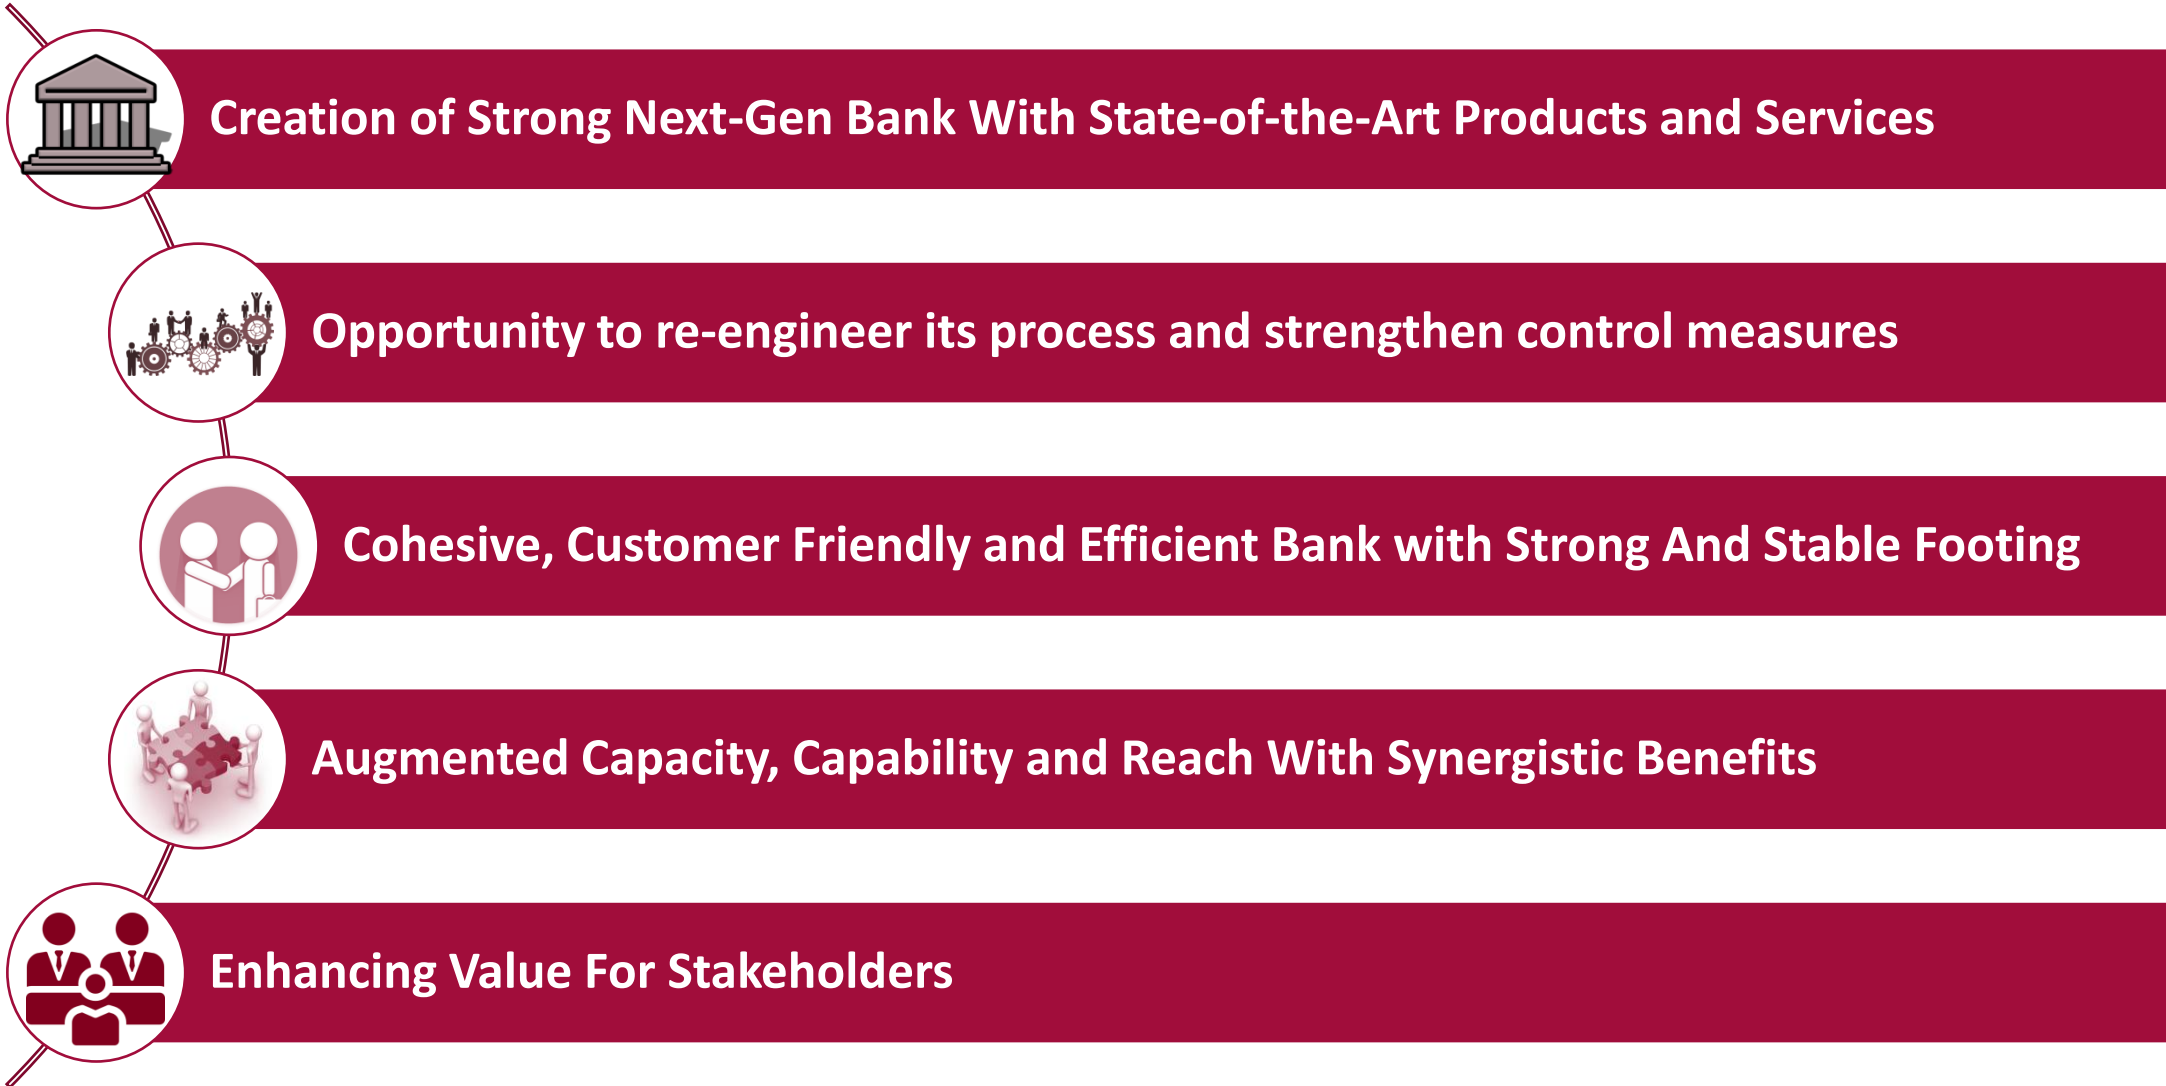 Creation of Strong Next-Gen Bank With State-of-the-Art Products and Services
Opportunity to re-engineer its process and strengthen control measures
Cohesive, Customer Friendly and Efficient Bank with Strong And Stable Footing
Augmented Capacity, Capability and Reach With Synergistic Benefits
Enhancing Value For Stakeholders